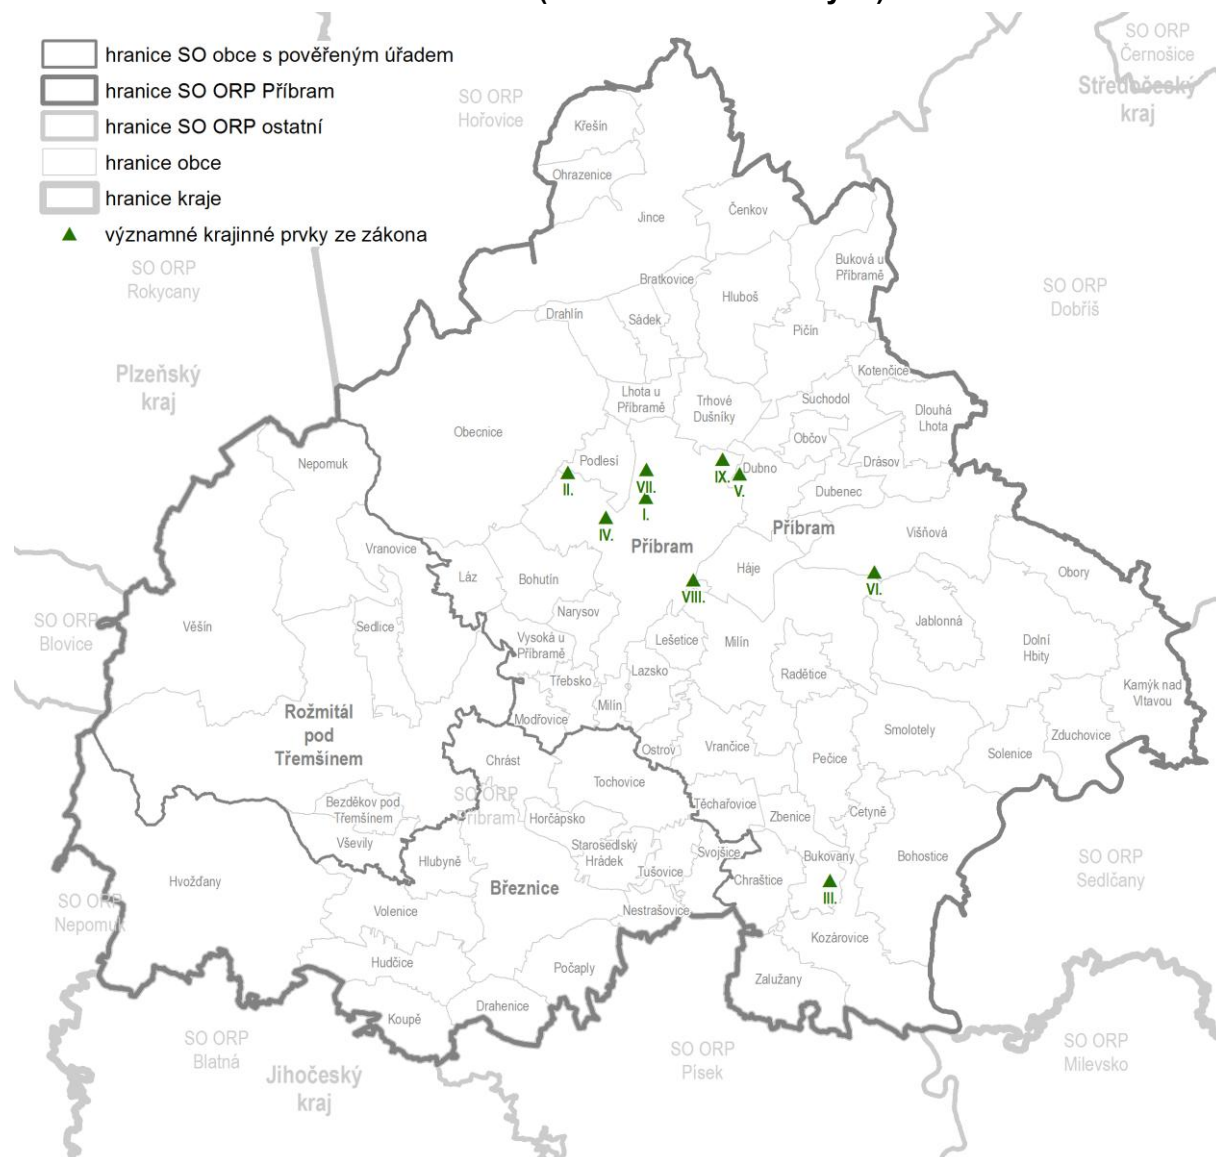 hranice SO obce s pověřeným úřadem
hranice SO ORP Příbram
hranice SO ORP ostatní
hranice obce
hranice kraje
významné krajinné prvky ze zákona
SO ORP
Černošice
Středočeský
kraj
SO ORP
Hořovice
Křešín
Ohrazenice
Jince
Čenkov
Buková u
Příbramě
SO ORP
Rokycany
SO ORP
Dobříš
Bratkovice
Hluboš
Drahlín
Sádek
Pičín
Plzeňský
kraj
Kotenčice
Lhota u
Příbramě
Trhové
Dušníky
Suchodol
Dlouhá
Lhota
Obecnice
Občov
Nepomuk
Podlesí
Dubno
Drásov
II.
VII.
IX.
V.
Dubenec
I.
IV.
Příbram
Příbram
Višňová
Vranovice
Láz
Bohutín
Háje
Obory
VIII.
VI.
SO ORP
Blovice
Věšín
Sedlice
Narysov
Vysoká u
Příbramě
Lešetice
Milín
Jablonná
Dolní
Hbity
Třebsko
Lazsko
Radětice
Kamýk nad
Vltavou
Rožmitál
pod
Třemšínem
Modřovice
Milín
Ostrov
Vrančice
Smolotely
Zduchovice
Solenice
Pečice
Chrást
Tochovice
SO ORP
Příbram
Bezděkov pod
Třemšínem
Horčápsko
Těchařovice
Zbenice
Cetyně
Vševily
Hlubyně
Starosedlský
Hrádek
Svojšice
Bukovany
Bohostice
SO ORP
Sedlčany
Hvožďany
Březnice
Tušovice
Chraštice
III.
SO ORP
Nepomuk
Volenice
Nestrašovice
Kozárovice
Hudčice
Počaply
Zalužany
Koupě
Drahenice
SO ORP
Blatná
SO ORP
Písek
SO ORP
Milevsko
Jihočeský
kraj